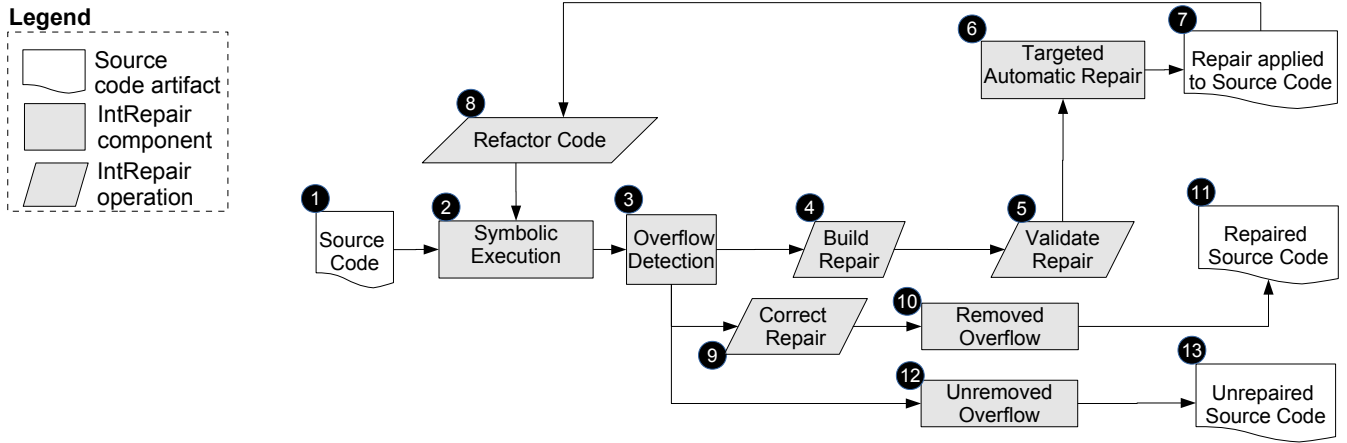 Legend
Source
code artifact
IntRepair
component
IntRepair
operation
1
Source
Code
2
Symbolic
Execution
3
Overflow
Detection
4
Build
Repair
5
Validate
Repair
6
Targeted
Automatic Repair
7
Repair applied
to Source Code
8
Refactor Code
9
Correct
Repair
10
Removed
Overflow
11
Repaired
Source Code
12
Unremoved
Overflow
13
Unrepaired
Source Code